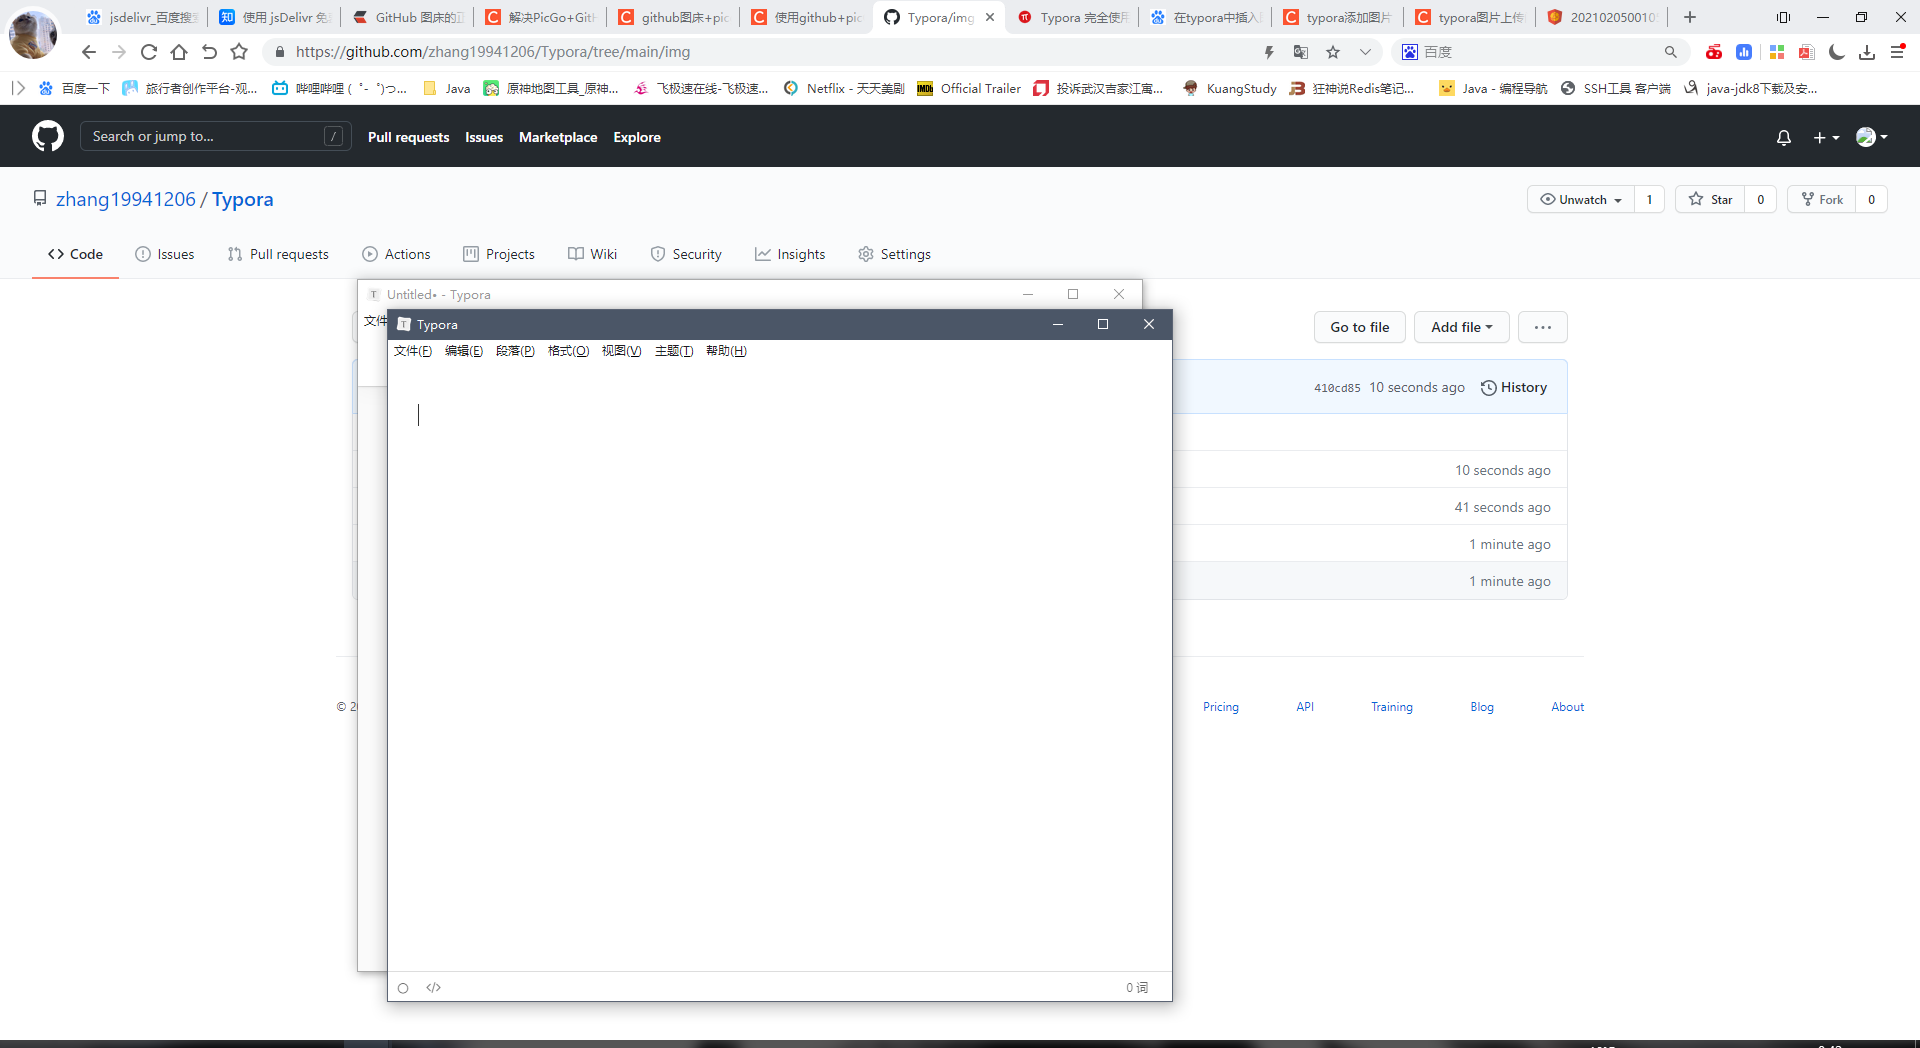 jsdelivr_百度搜
使用 jsDelivr 免
GitHub 图床的正
解决PicGo+GitH
github图床+pic
使用github+pic
Typora/img
Typora 完全使用
在typora中插入
typora添加图片
typora图片上传
2021020500105
https://github.com/zhang19941206/Typora/tree/main/img
百度
百度一下
旅行者创作平台-观...
哔哩哔哩 ( ゜- ゜)つ...
Java
原神地图工具_原神...
飞极速在线-飞极速...
Netflix - 天天美剧
Official Trailer
投诉武汉吉家江寓...
KuangStudy
狂神说Redis笔记...
Java - 编程导航
SSH工具 客户端
java-jdk8下载及安...
Search or jump to...
/
Pull requests
Issues
Marketplace
Explore
zhang19941206 / Typora
Unwatch
1
Star
0
Fork
0
Code
Issues
Pull requests
Actions
Projects
Wiki
Security
Insights
Settings
Untitled• - Typora
文件
Typora
文件(F) 编辑(E) 段落(P) 格式(O) 视图(V) 主题(T) 帮助(H)
Go to file
Add file
...
410cd85 10 seconds ago
History
10 seconds ago
41 seconds ago
1 minute ago
1 minute ago
© 2
Pricing
API
Training
Blog
About
0 词